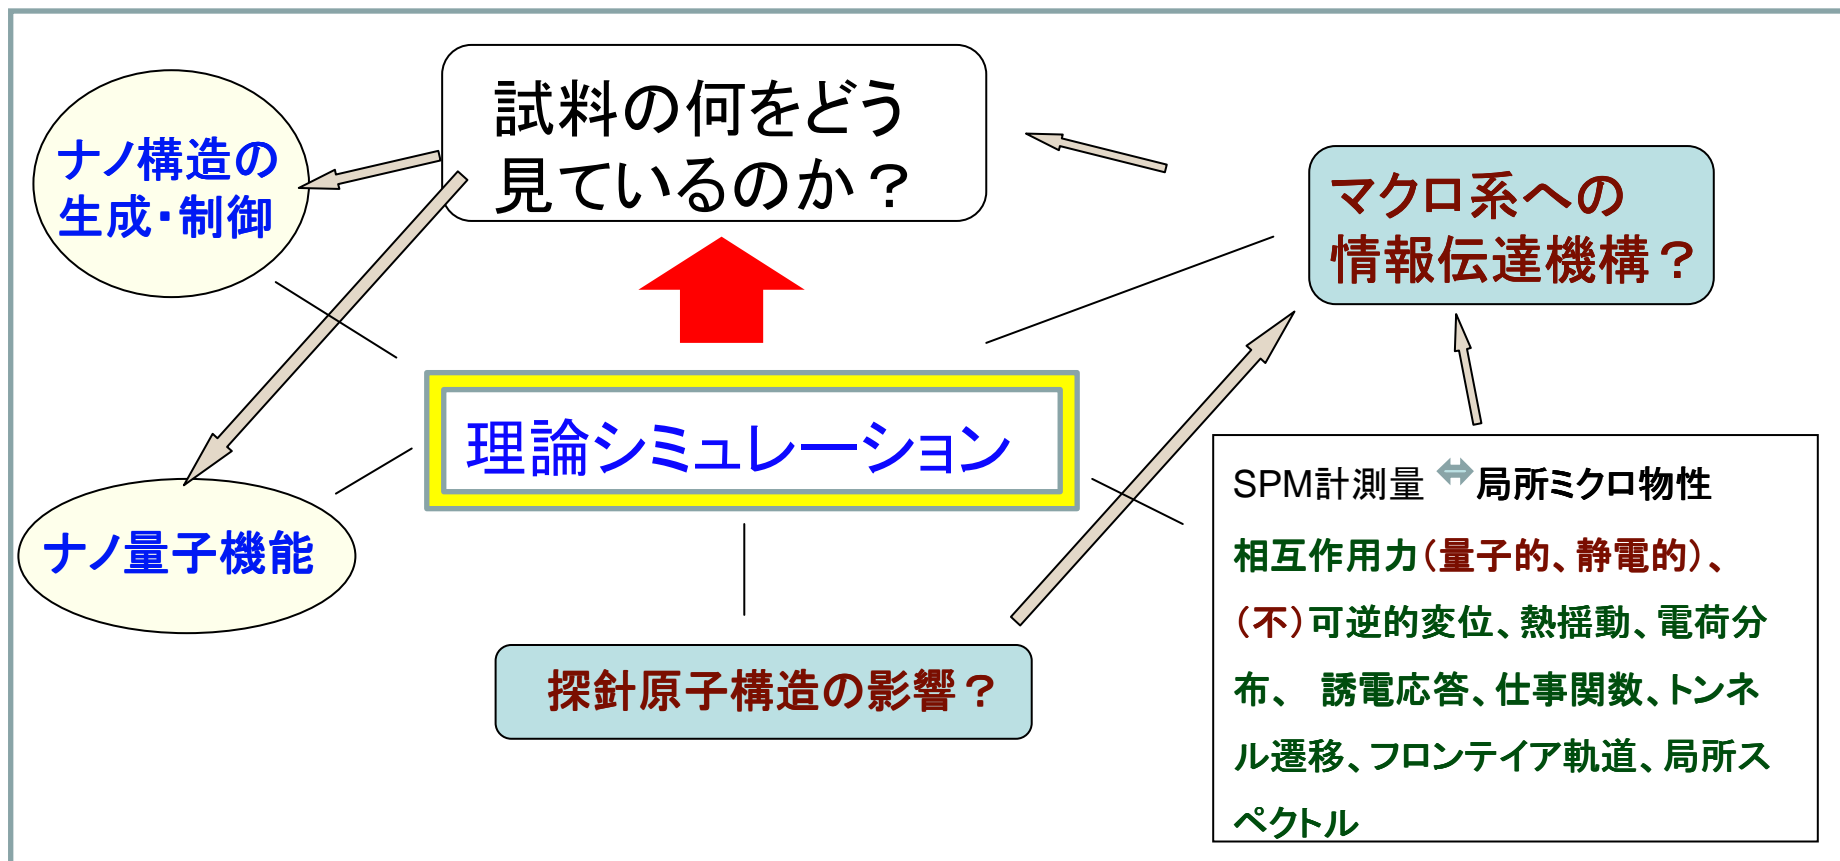 試料の何をどう
見ているのか？
ナノ構造の
生成・制御
マクロ系への
情報伝達機構？
理論シミュレーション
ナノ量子機能
探針原子構造の影響？
SPM計測量 ⇔局所ミクロ物性
相互作用力（量子的、静電的）、
（不）可逆的変位、熱揺動、電荷分
布、 誘電応答、仕事関数、トンネ
ル遷移、フロンテイア軌道、局所ス
ペクトル